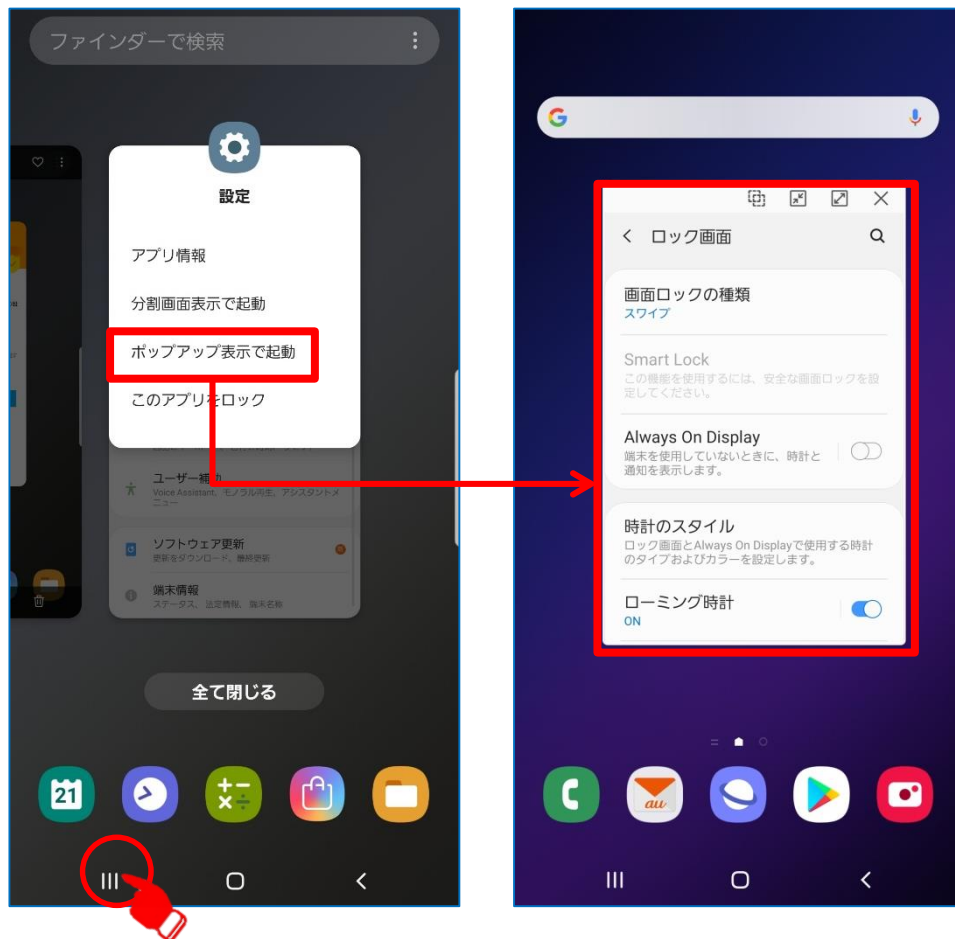 ファインダーで検索
設定
アプリ情報
分割画面表示で起動
ポップアップ表示で起動
このアプリをロック
ユーザー補助
Voice Assistant、モノラル再生、アシスタントメ
ニュー
ソフトウェア更新
更新をダウンロード、最終更新
端末情報
ステータス、法定情報、端末名称
全て閉じる
21
ロック画面
画面ロックの種類
スワイプ
Smart Lock
この機能を使用するには、安全な画面ロックを設
定してください。
Always On Display
端末を使用していないときに、時計と
通知を表示します。
時計のスタイル
ロック画面とAlways On Displayで使用する時計
のタイプおよびカラーを設定します。
ローミング時計
ON
au